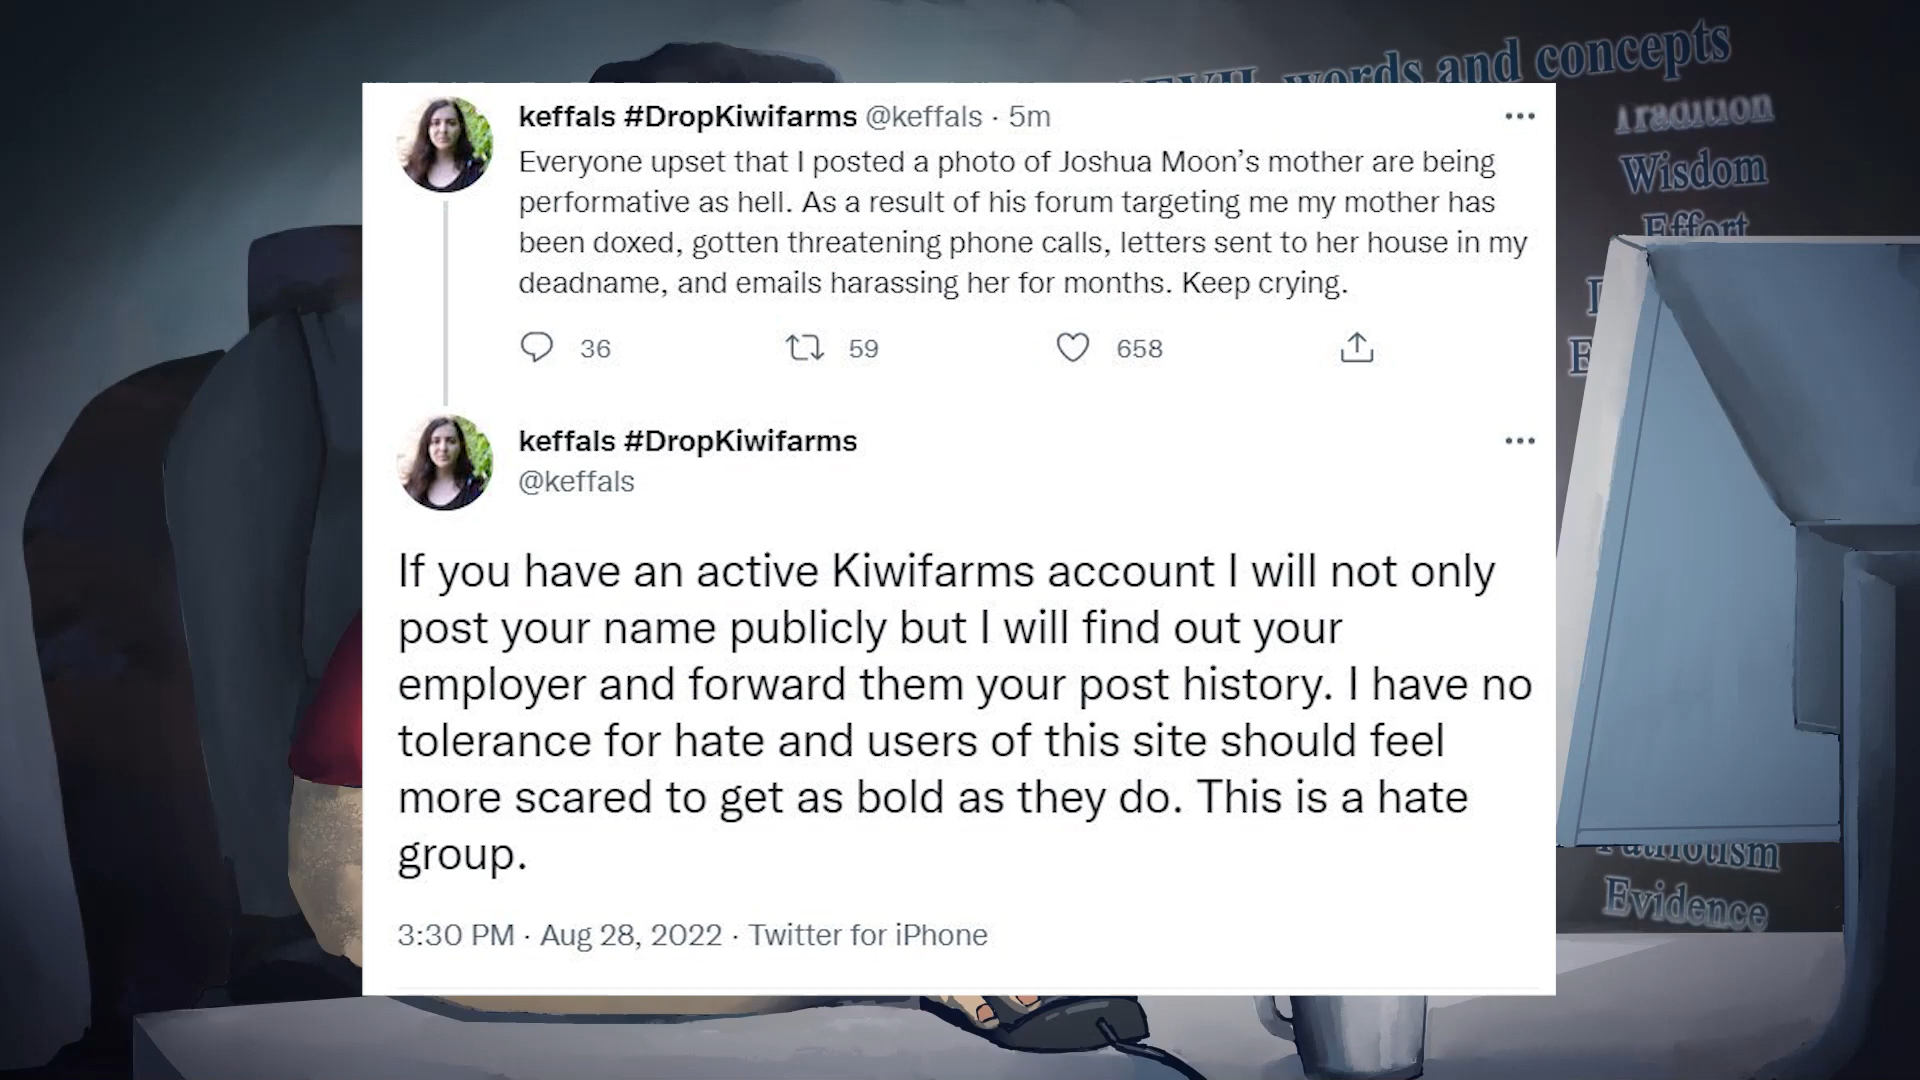 words and concepts
Tradition
Wisdom
Effort
keffals #DropKiwifarms @keffals · 5m
Everyone upset that I posted a photo of Joshua Moon’s mother are being
performative as hell. As a result of his forum targeting me my mother has
been doxed, gotten threatening phone calls, letters sent to her house in my
deadname, and emails harassing her for months. Keep crying.
36 59 658
keffals #DropKiwifarms
@keffals
If you have an active Kiwifarms account I will not only
post your name publicly but I will find out your
employer and forward them your post history. I have no
tolerance for hate and users of this site should feel
more scared to get as bold as they do. This is a hate
group.
3:30 PM · Aug 28, 2022 · Twitter for iPhone
Patriotism
Evidence